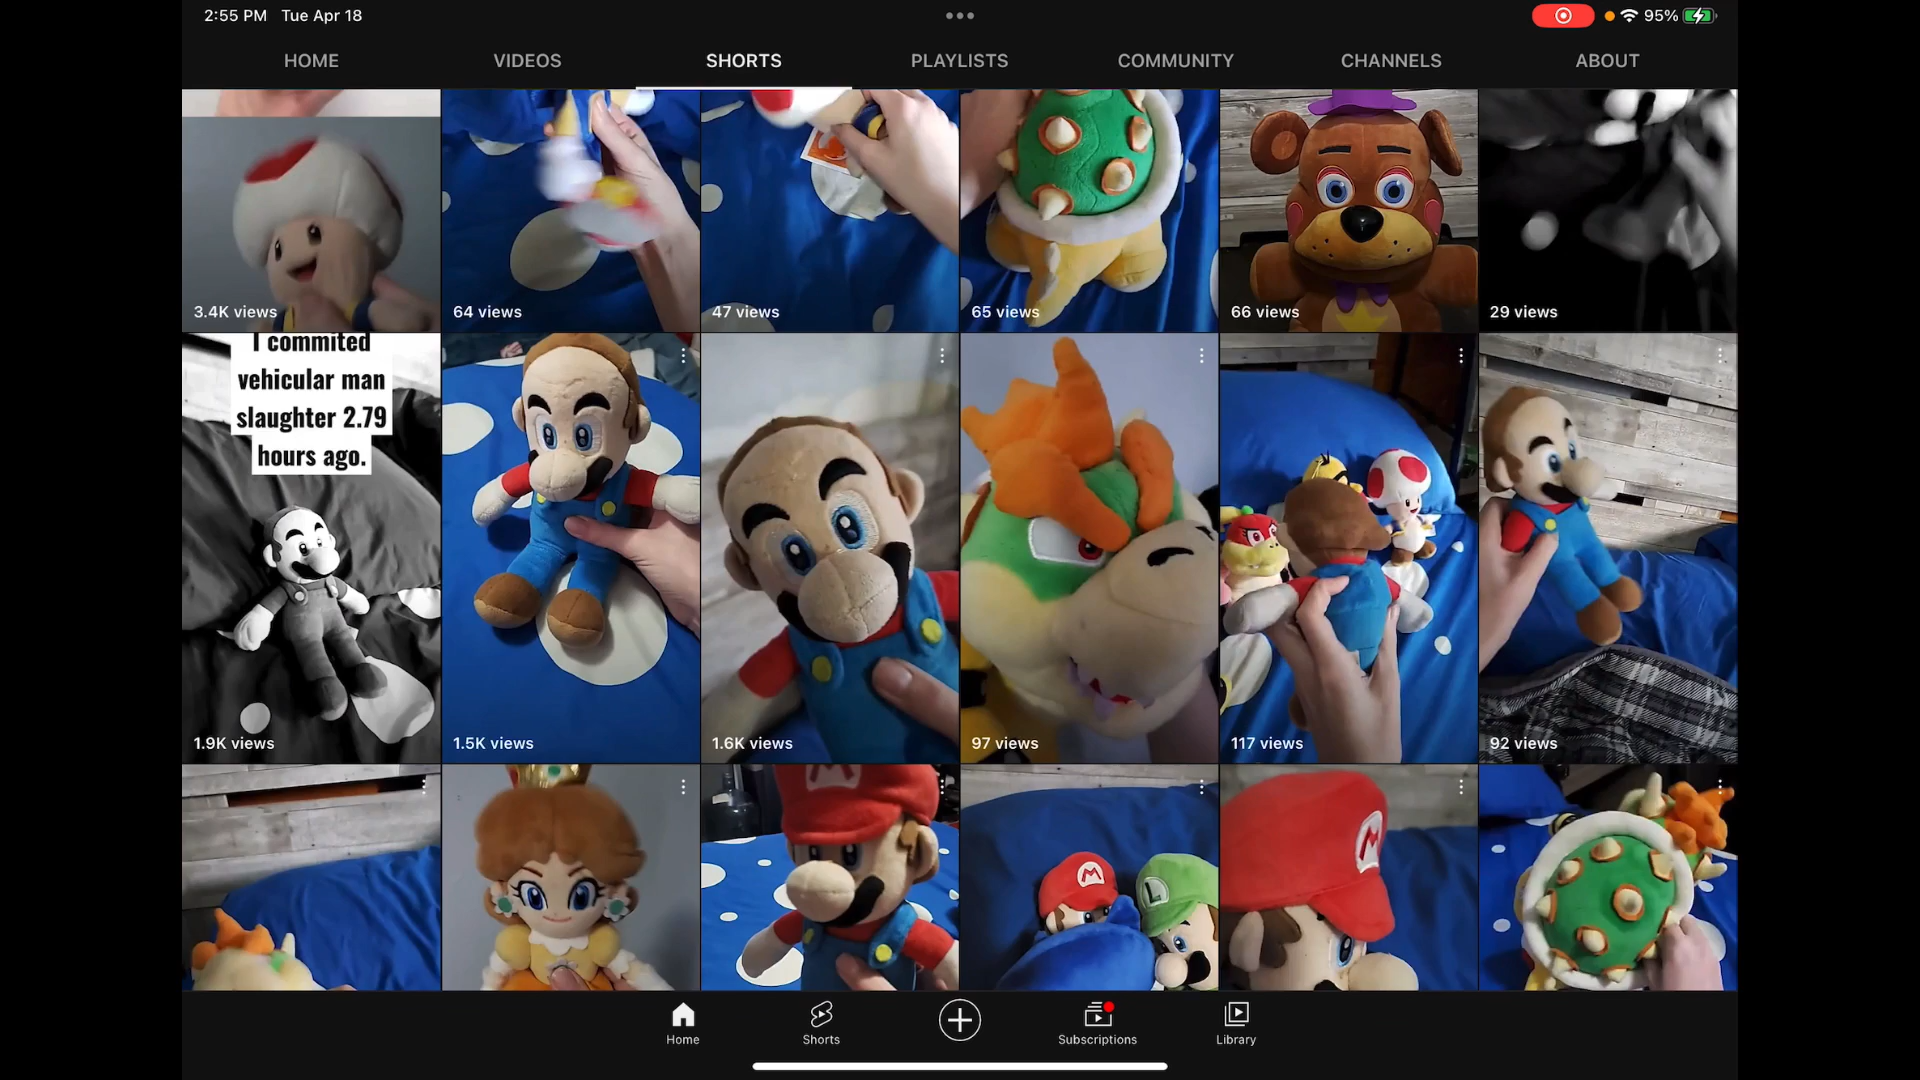 2:55 PM Tue Apr 18
95%
HOME VIDEOS SHORTS PLAYLISTS COMMUNITY CHANNELS ABOUT
3.4K views 64 views 47 views 65 views 66 views 29 views
I commited
vehicular man
slaughter 2.79
hours ago.
1.9K views 1.5K views 1.6K views 97 views 117 views 92 views
M
M
L
M
Home Shorts Subscriptions Library